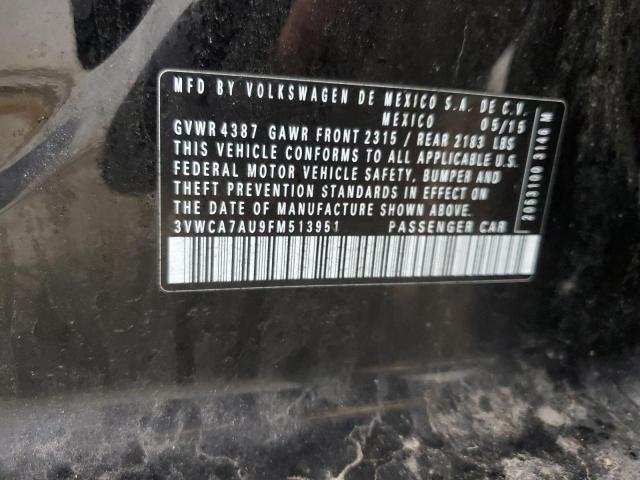 MFD BY VOLKSWAGEN DE MEXICO S.A. DE C.V.
MEXICO 05/15
GVWR 4387 GAWR FRONT 2315 / REAR 2183 LBS
THIS VEHICLE CONFORMS TO ALL APPLICABLE U.S.
FEDERAL MOTOR VEHICLE SAFETY, BUMPER AND
THEFT PREVENTION STANDARDS IN EFFECT ON
THE DATE OF MANUFACTURE SHOWN ABOVE.
3VWCA7AU9FM513951 PASSENGER CAR
2053100 3146 M